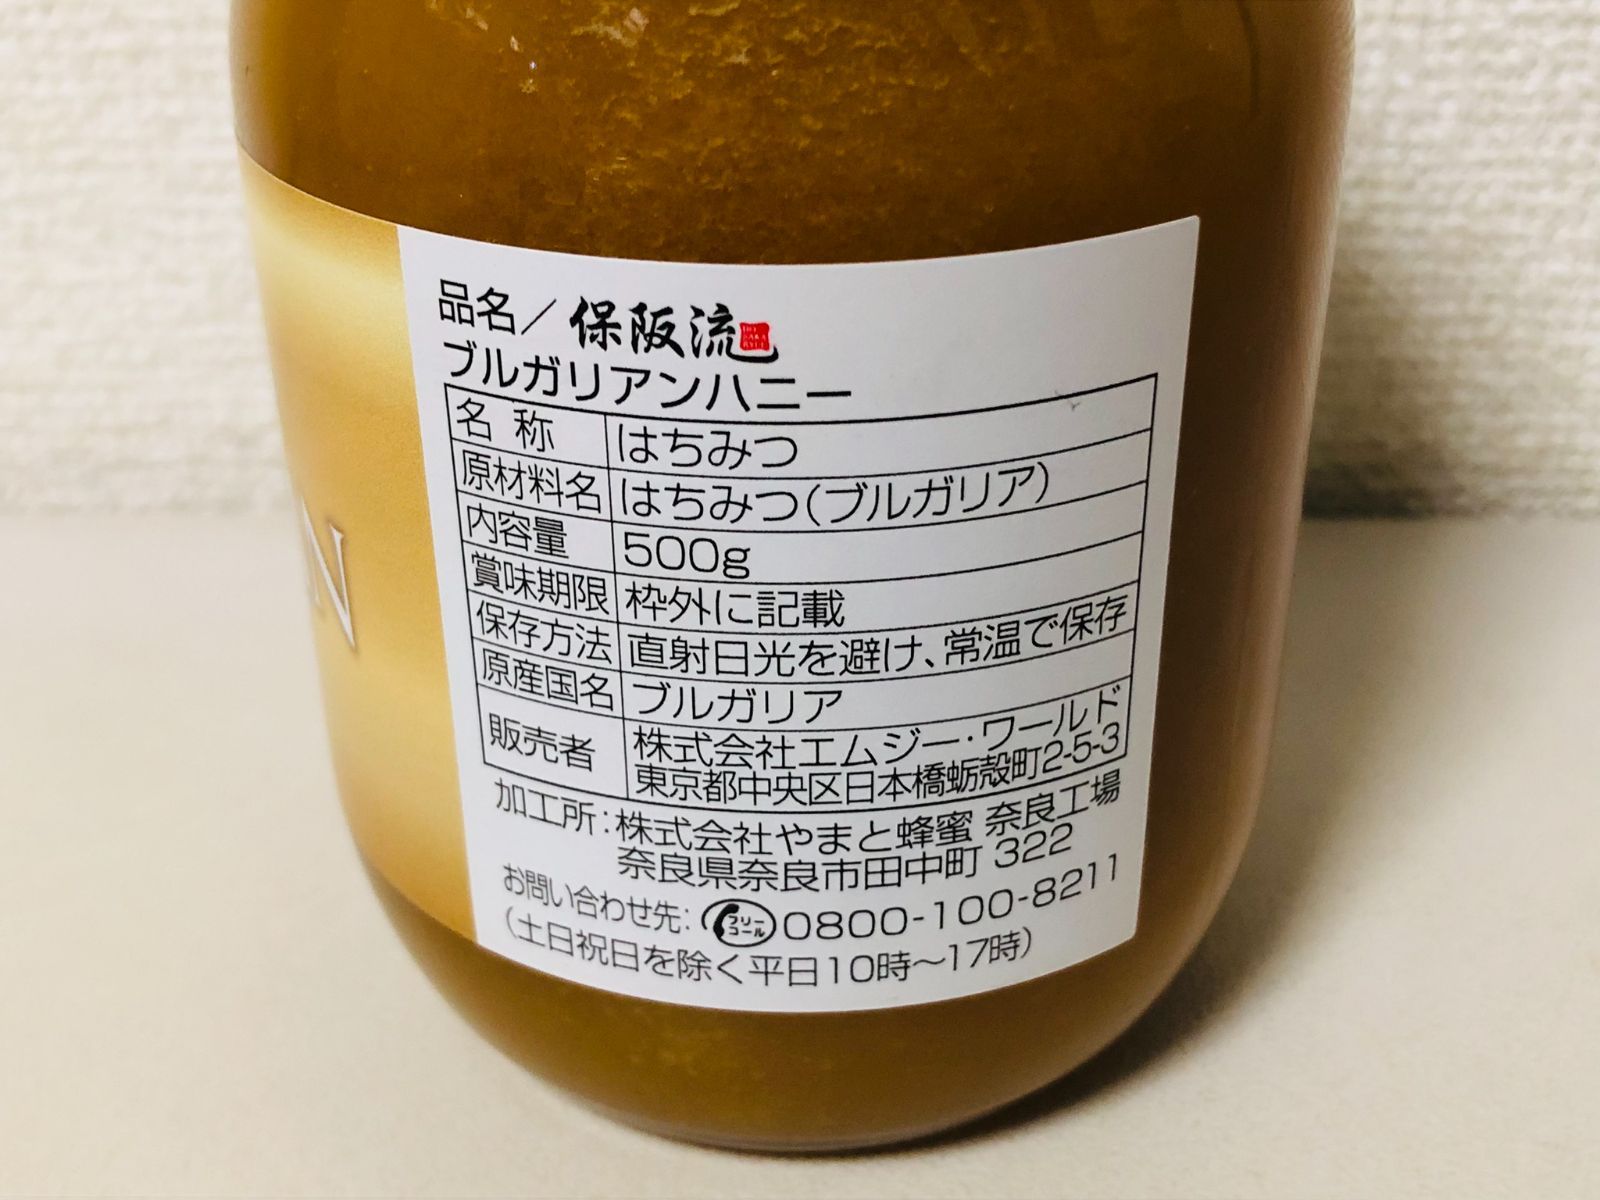 品名／保阪流
ブルガリアンハニー
名 称 はちみつ
原材料名 はちみつ(ブルガリア)
内容量 500g
賞味期限 枠外に記載
保存方法 直射日光を避け、常温で保存
原産国名 ブルガリア
販売者 株式会社エムジー・ワールド
東京都中央区日本橋蛎殻町2-5-3
加工所：株式会社やまと蜂蜜 奈良工場
奈良県奈良市田中町 322
お問い合わせ先: フリーコール 0800-100-8211
(土日祝日を除く平日10時～17時)
N